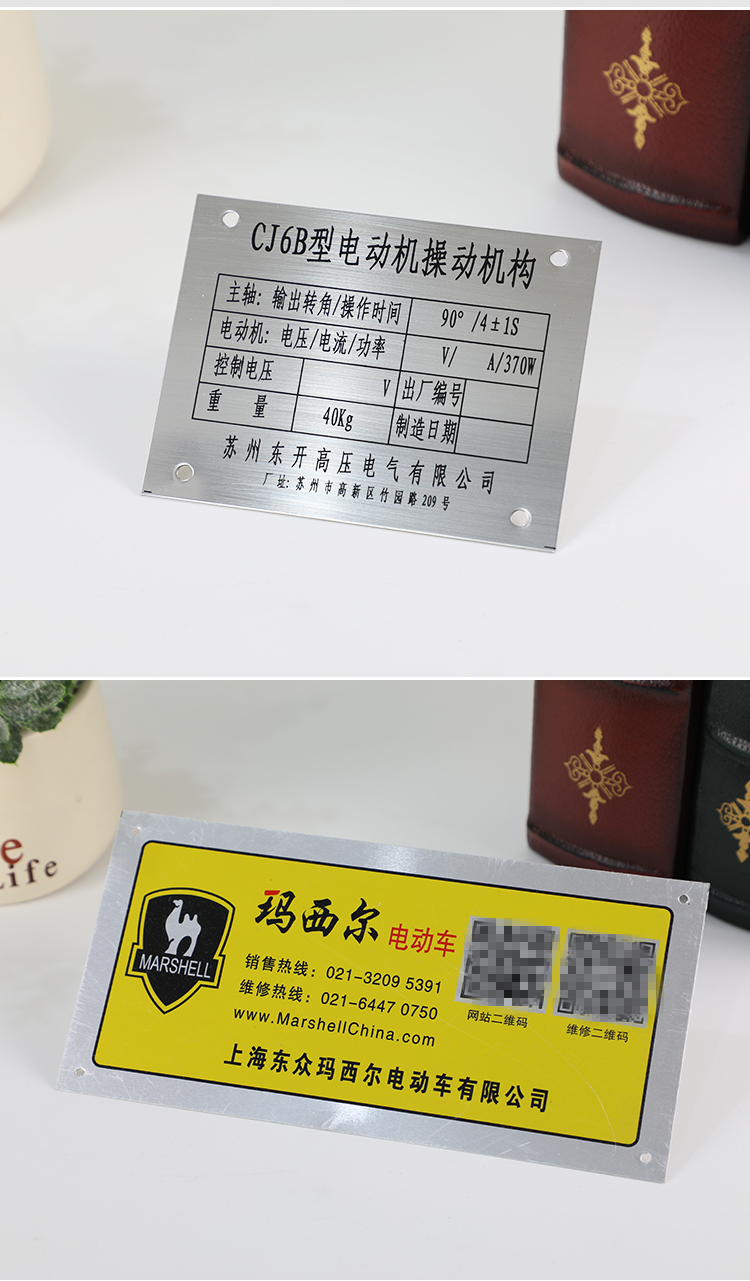 CJ6B型电动机操动机构
主轴：输出转角/操作时间 90° /4±1S
电动机：电压/电流/功率 V/ A/370W
控制电压 V 出厂编号
重 量 40Kg 制造日期
苏州东开高压电气有限公司
厂址：苏州市高新区竹园路209号
e
Life
MARSHELL
玛西尔 电动车
销售热线：021-3209 5391
维修热线：021-6447 0750
www.MarshellChina.com
网站二维码
维修二维码
上海东众玛西尔电动车有限公司